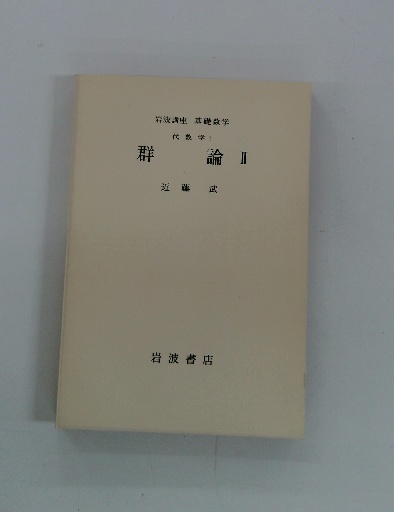 岩波講座 基礎数学
代数学 i
群 論 II
近藤 武
岩波書店